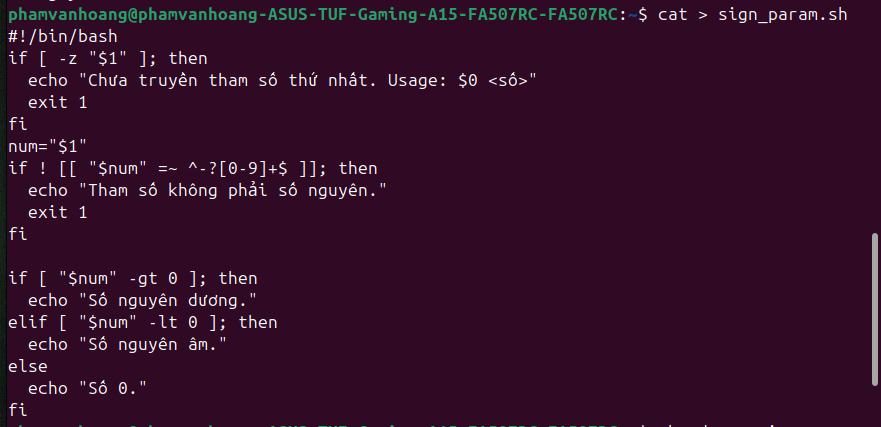 phamvanhoang@phamvanhoang-ASUS-TUF-Gaming-A15-FA507RC-FA507RC:~$ cat > sign_param.sh
#!/bin/bash
if [ -z "$1" ]; then
  echo "Chưa truyền tham số thứ nhất. Usage: $0 <số>"
  exit 1
fi
num="$1"
if ! [[ "$num" =~ ^-?[0-9]+$ ]]; then
  echo "Tham số không phải số nguyên."
  exit 1
fi

if [ "$num" -gt 0 ]; then
  echo "Số nguyên dương."
elif [ "$num" -lt 0 ]; then
  echo "Số nguyên âm."
else
  echo "Số 0."
fi